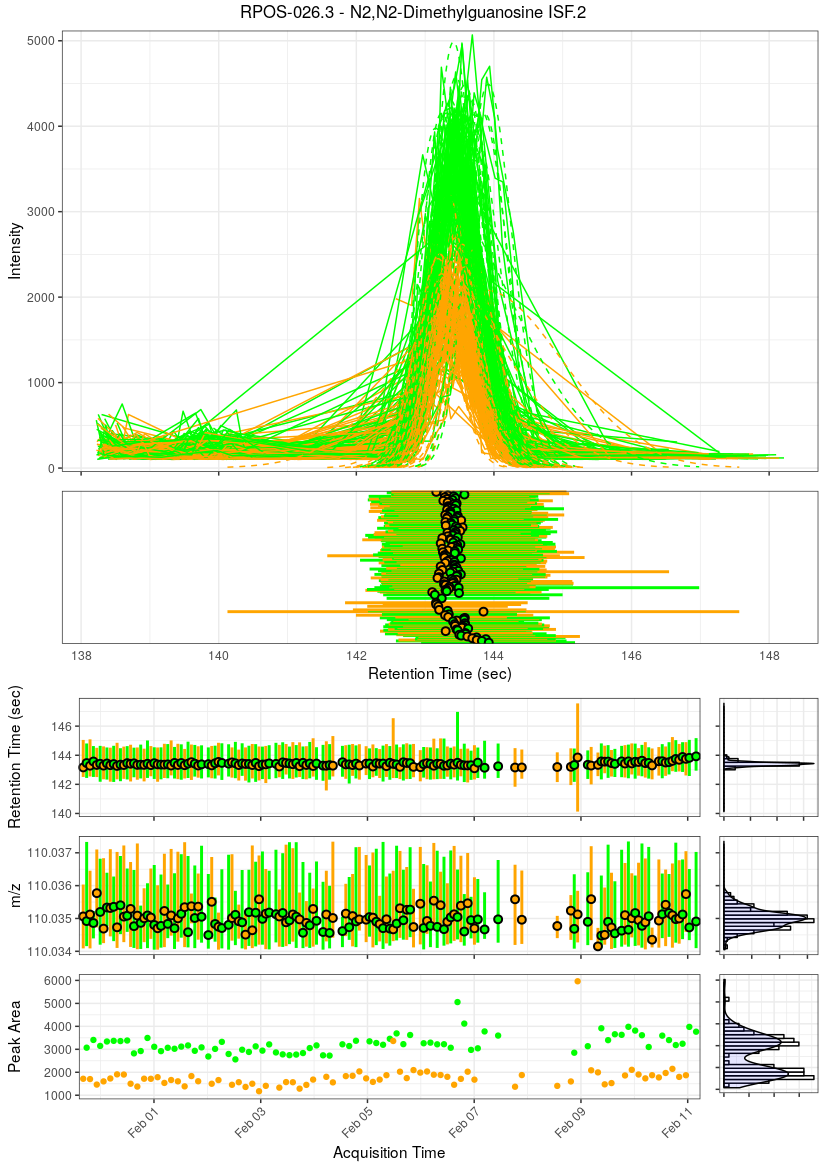 RPOS-026.3 - N2,N2-Dimethylguanosine ISF.2
5000
4000
3000
2000
1000
0
Intensity
138 140 142 144 146 148
Retention Time (sec)
146
144
142
140
Retention Time (sec)
110.037
110.036
110.035
110.034
m/z
6000
5000
4000
3000
2000
1000
Peak Area
Feb 01 Feb 03 Feb 05 Feb 07 Feb 09 Feb 11
Acquisition Time